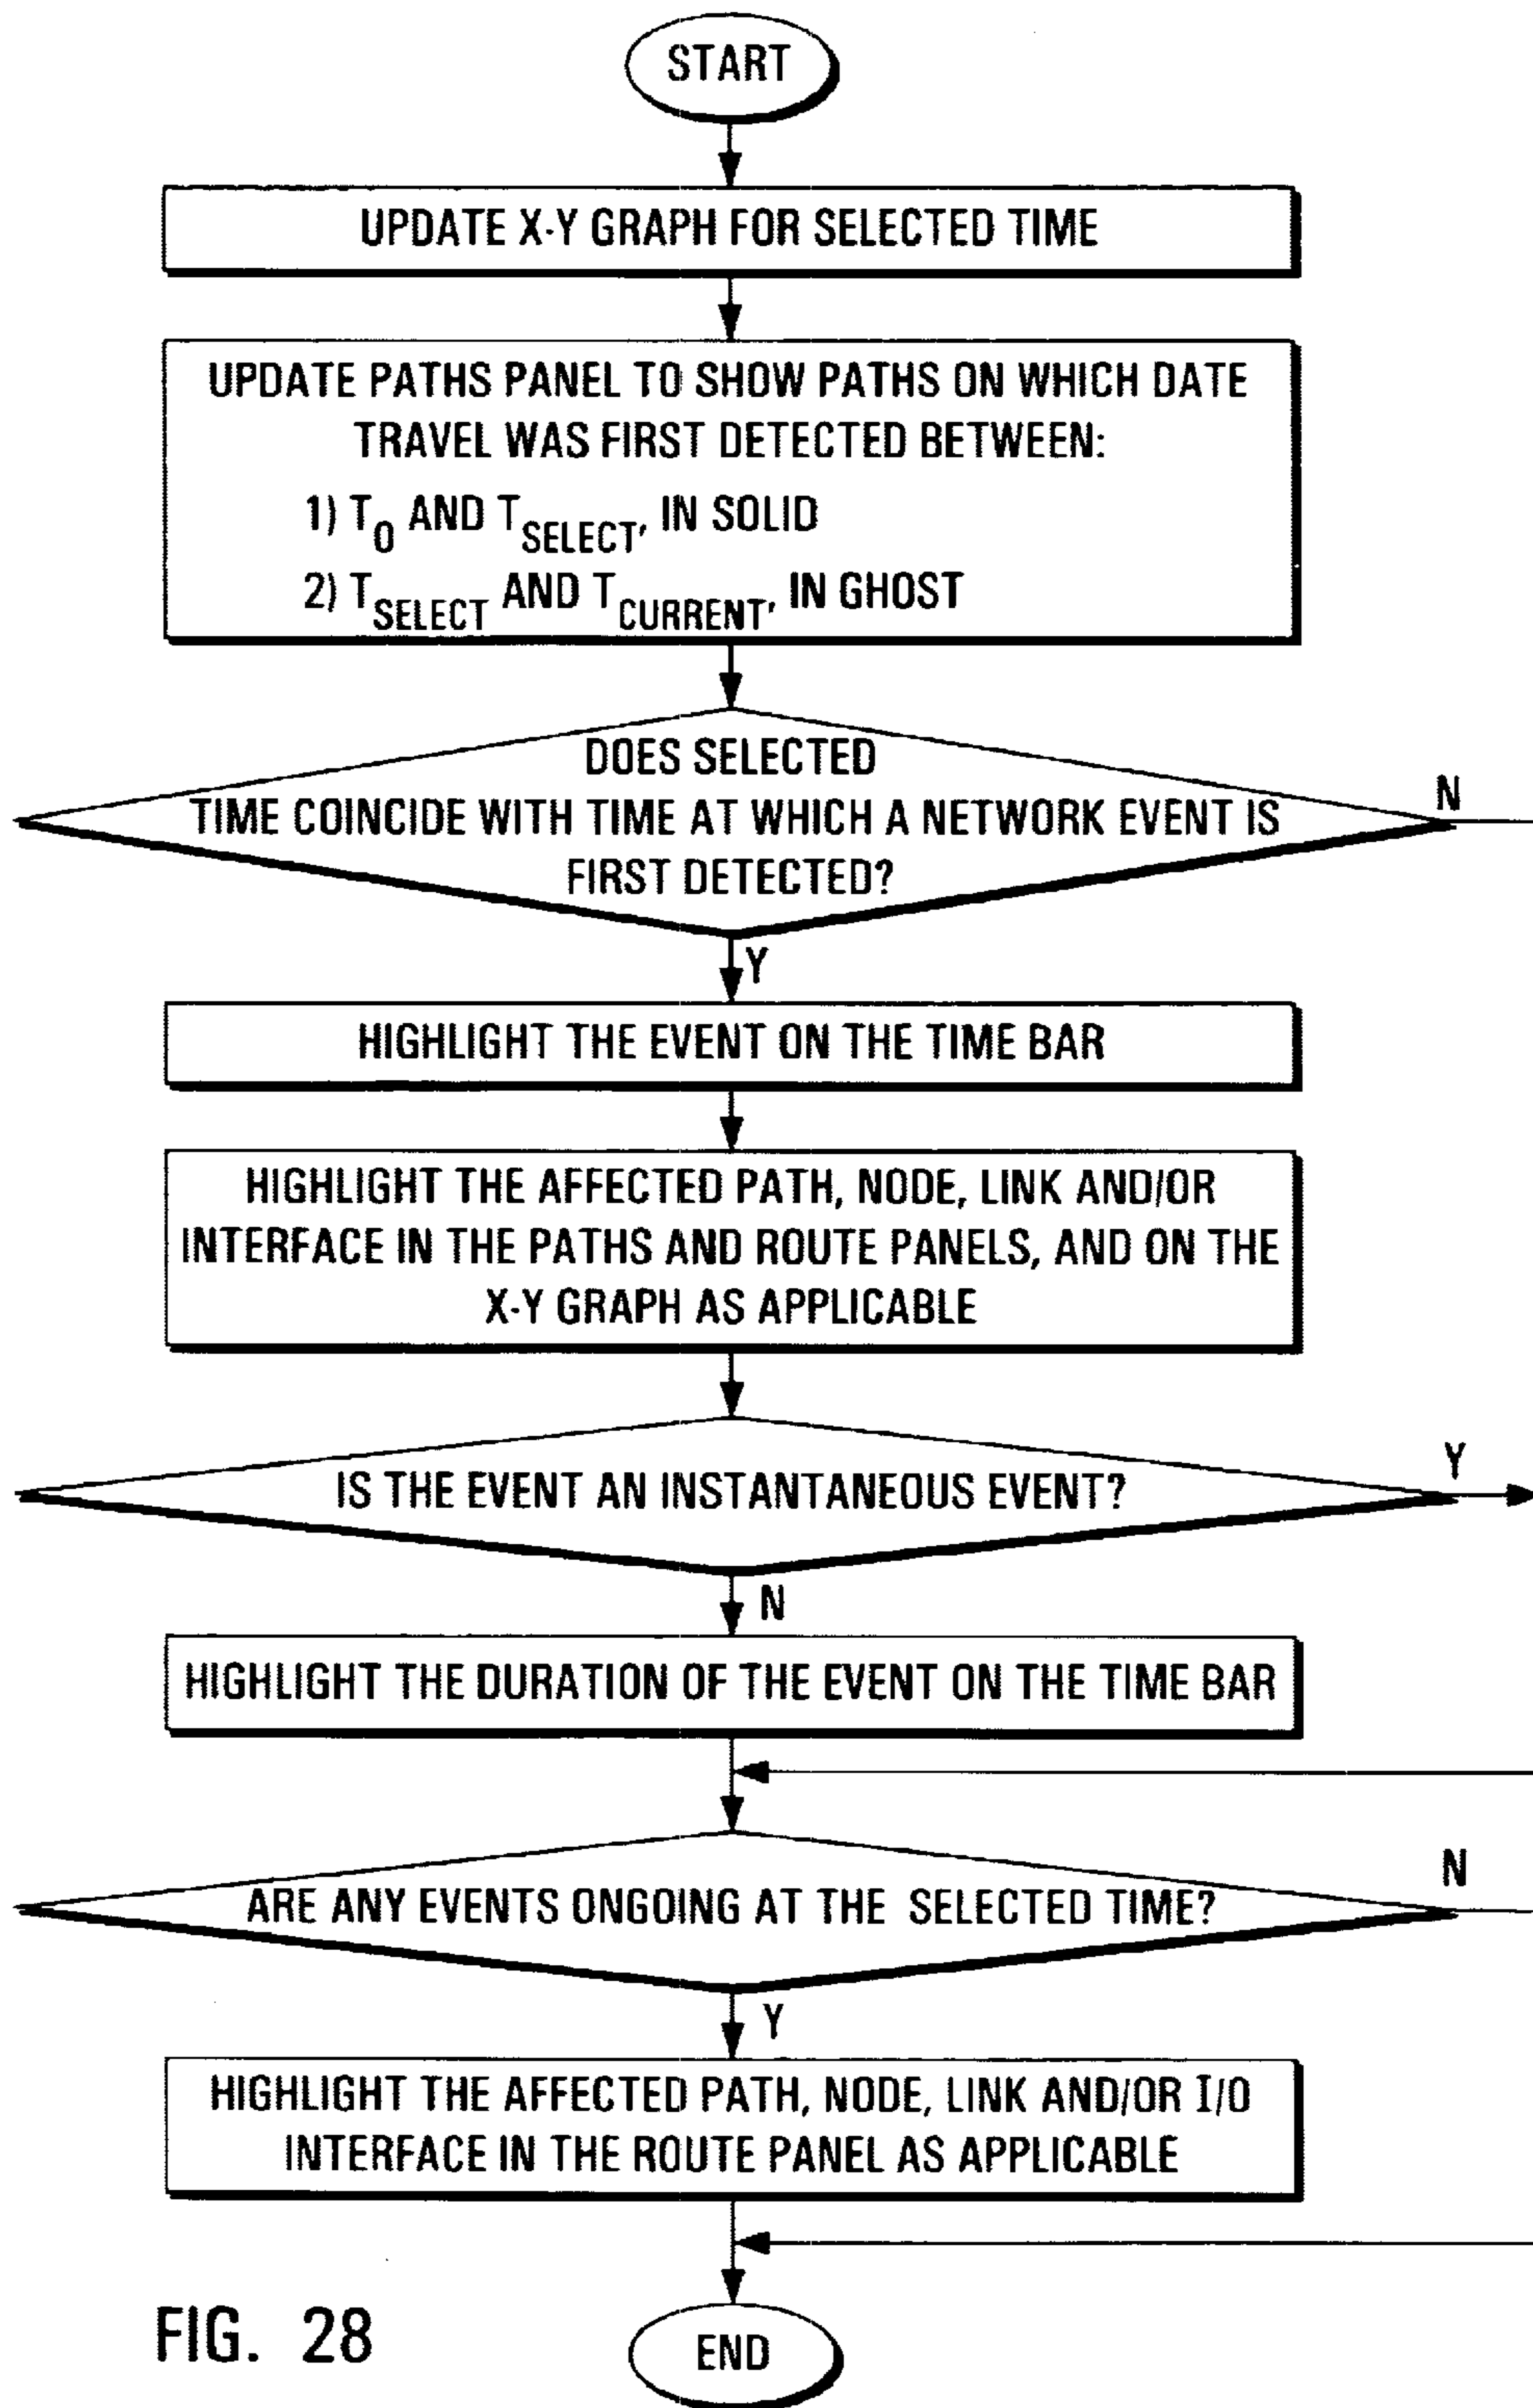 START
UPDATE X-Y GRAPH FOR SELECTED TIME
UPDATE PATHS PANEL TO SHOW PATHS ON WHICH DATE
TRAVEL WAS FIRST DETECTED BETWEEN:
1) T0 AND TSELECT, IN SOLID
2) TSELECT AND TCURRENT, IN GHOST
DOES SELECTED
TIME COINCIDE WITH TIME AT WHICH A NETWORK EVENT IS
FIRST DETECTED?
N
Y
HIGHLIGHT THE EVENT ON THE TIME BAR
HIGHLIGHT THE AFFECTED PATH, NODE, LINK AND/OR
INTERFACE IN THE PATHS AND ROUTE PANELS, AND ON THE
X-Y GRAPH AS APPLICABLE
IS THE EVENT AN INSTANTANEOUS EVENT?
Y
N
HIGHLIGHT THE DURATION OF THE EVENT ON THE TIME BAR
ARE ANY EVENTS ONGOING AT THE SELECTED TIME?
N
Y
HIGHLIGHT THE AFFECTED PATH, NODE, LINK AND/OR I/O
INTERFACE IN THE ROUTE PANEL AS APPLICABLE
END
FIG. 28